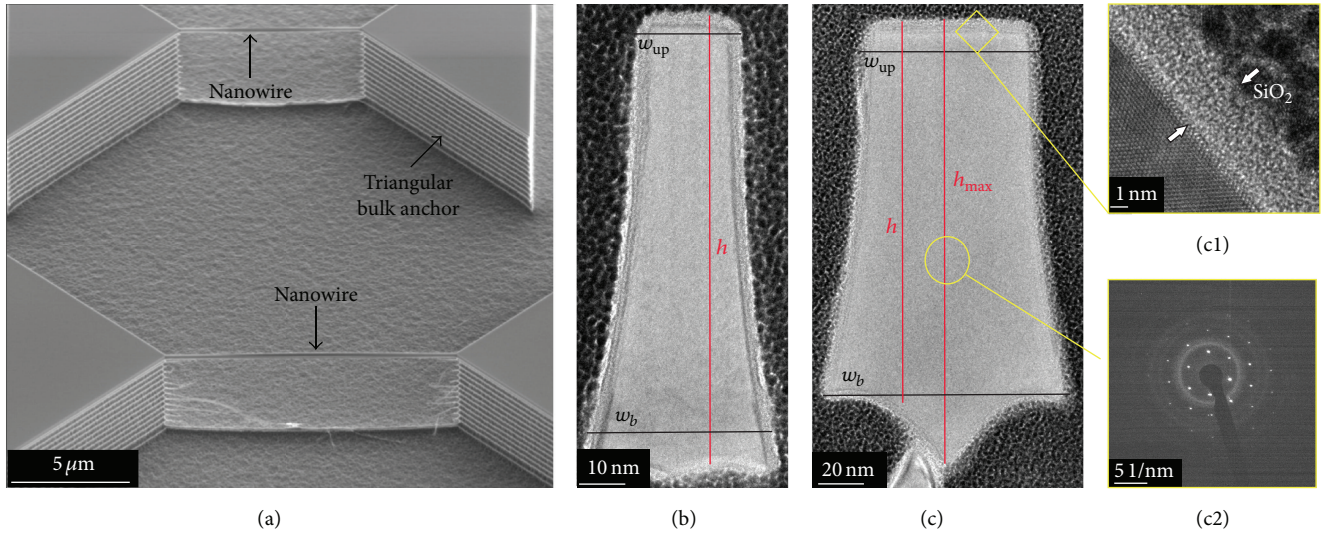 Nanowire
Triangular
bulk anchor
Nanowire
5 μm
(a)
w_up
h
w_b
10 nm
(b)
w_up
h_max
h
w_b
20 nm
(c)
SiO₂
1 nm
(c1)
5 1/nm
(c2)